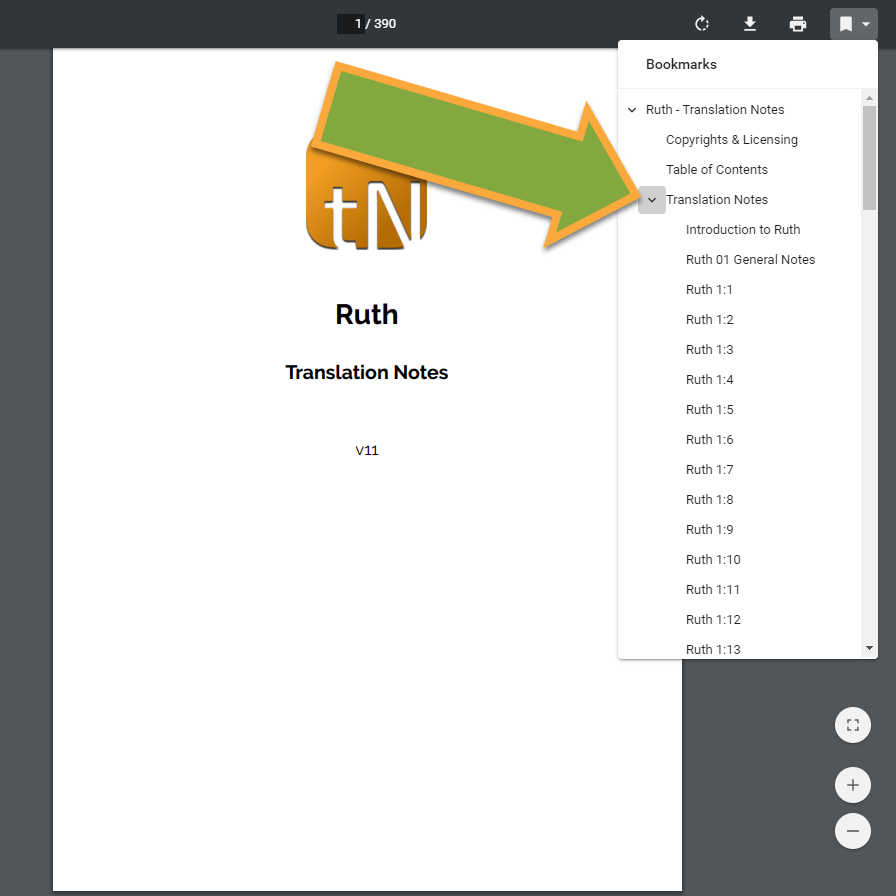 1 / 390
Bookmarks
Ruth - Translation Notes
Copyrights & Licensing
Table of Contents
Translation Notes
Introduction to Ruth
Ruth 01 General Notes
Ruth 1:1
Ruth 1:2
Ruth 1:3
Ruth 1:4
Ruth 1:5
Ruth 1:6
Ruth 1:7
Ruth 1:8
Ruth 1:9
Ruth 1:10
Ruth 1:11
Ruth 1:12
Ruth 1:13
tN
Ruth
Translation Notes
v11